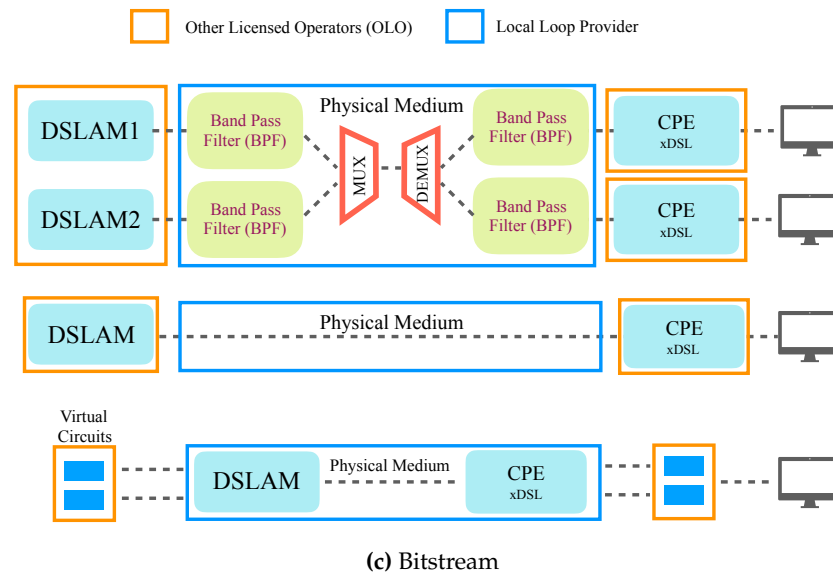 Other Licensed Operators (OLO)
Local Loop Provider
Physical Medium
DSLAM1
Band Pass
Filter (BPF)
MUX
DEMUX
Band Pass
Filter (BPF)
CPE
xDSL
DSLAM2
Band Pass
Filter (BPF)
Band Pass
Filter (BPF)
CPE
xDSL
DSLAM
Physical Medium
CPE
xDSL
Virtual
Circuits
DSLAM
Physical Medium
CPE
xDSL
(c) Bitstream